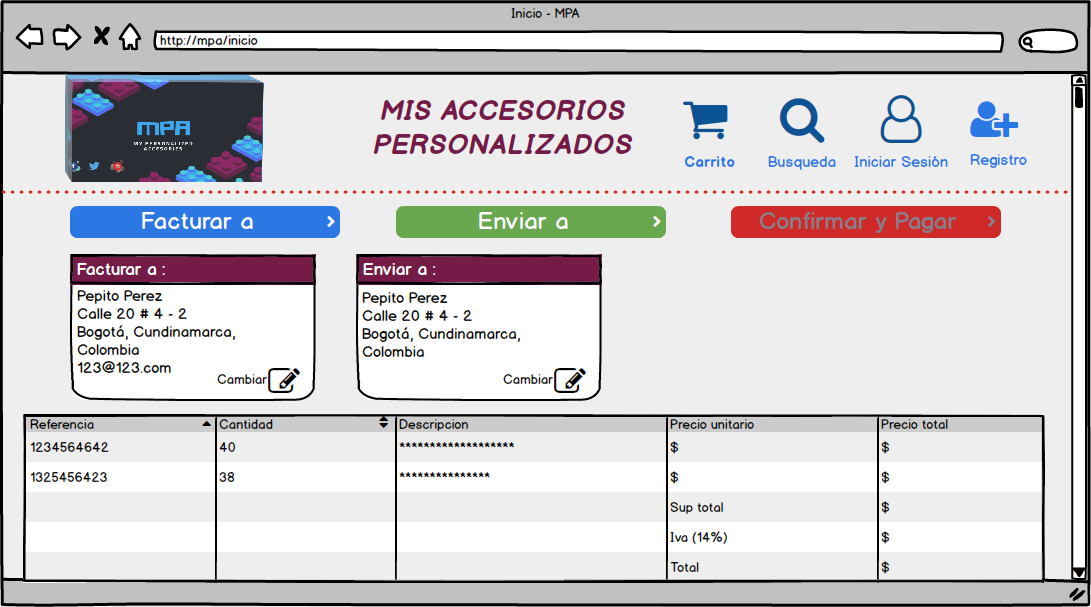 Inicio - MPA
http://mpa/inicio
MPA
MY PERSONALIZED
ACCESORIES
MIS ACCESORIOS
PERSONALIZADOS
Carrito
Busqueda
Iniciar Sesión
Registro
Facturar a
Enviar a
Confirmar y Pagar
Facturar a :
Pepito Perez
Calle 20 # 4 - 2
Bogotá, Cundinamarca,
Colombia
123@123.com
Cambiar
Enviar a :
Pepito Perez
Calle 20 # 4 - 2
Bogotá, Cundinamarca,
Colombia
Cambiar
Referencia Cantidad Descripcion Precio unitario Precio total
1234564642 40 ******************* $ $
1325456423 38 *************** $ $
Sup total $
Iva (14%) $
Total $